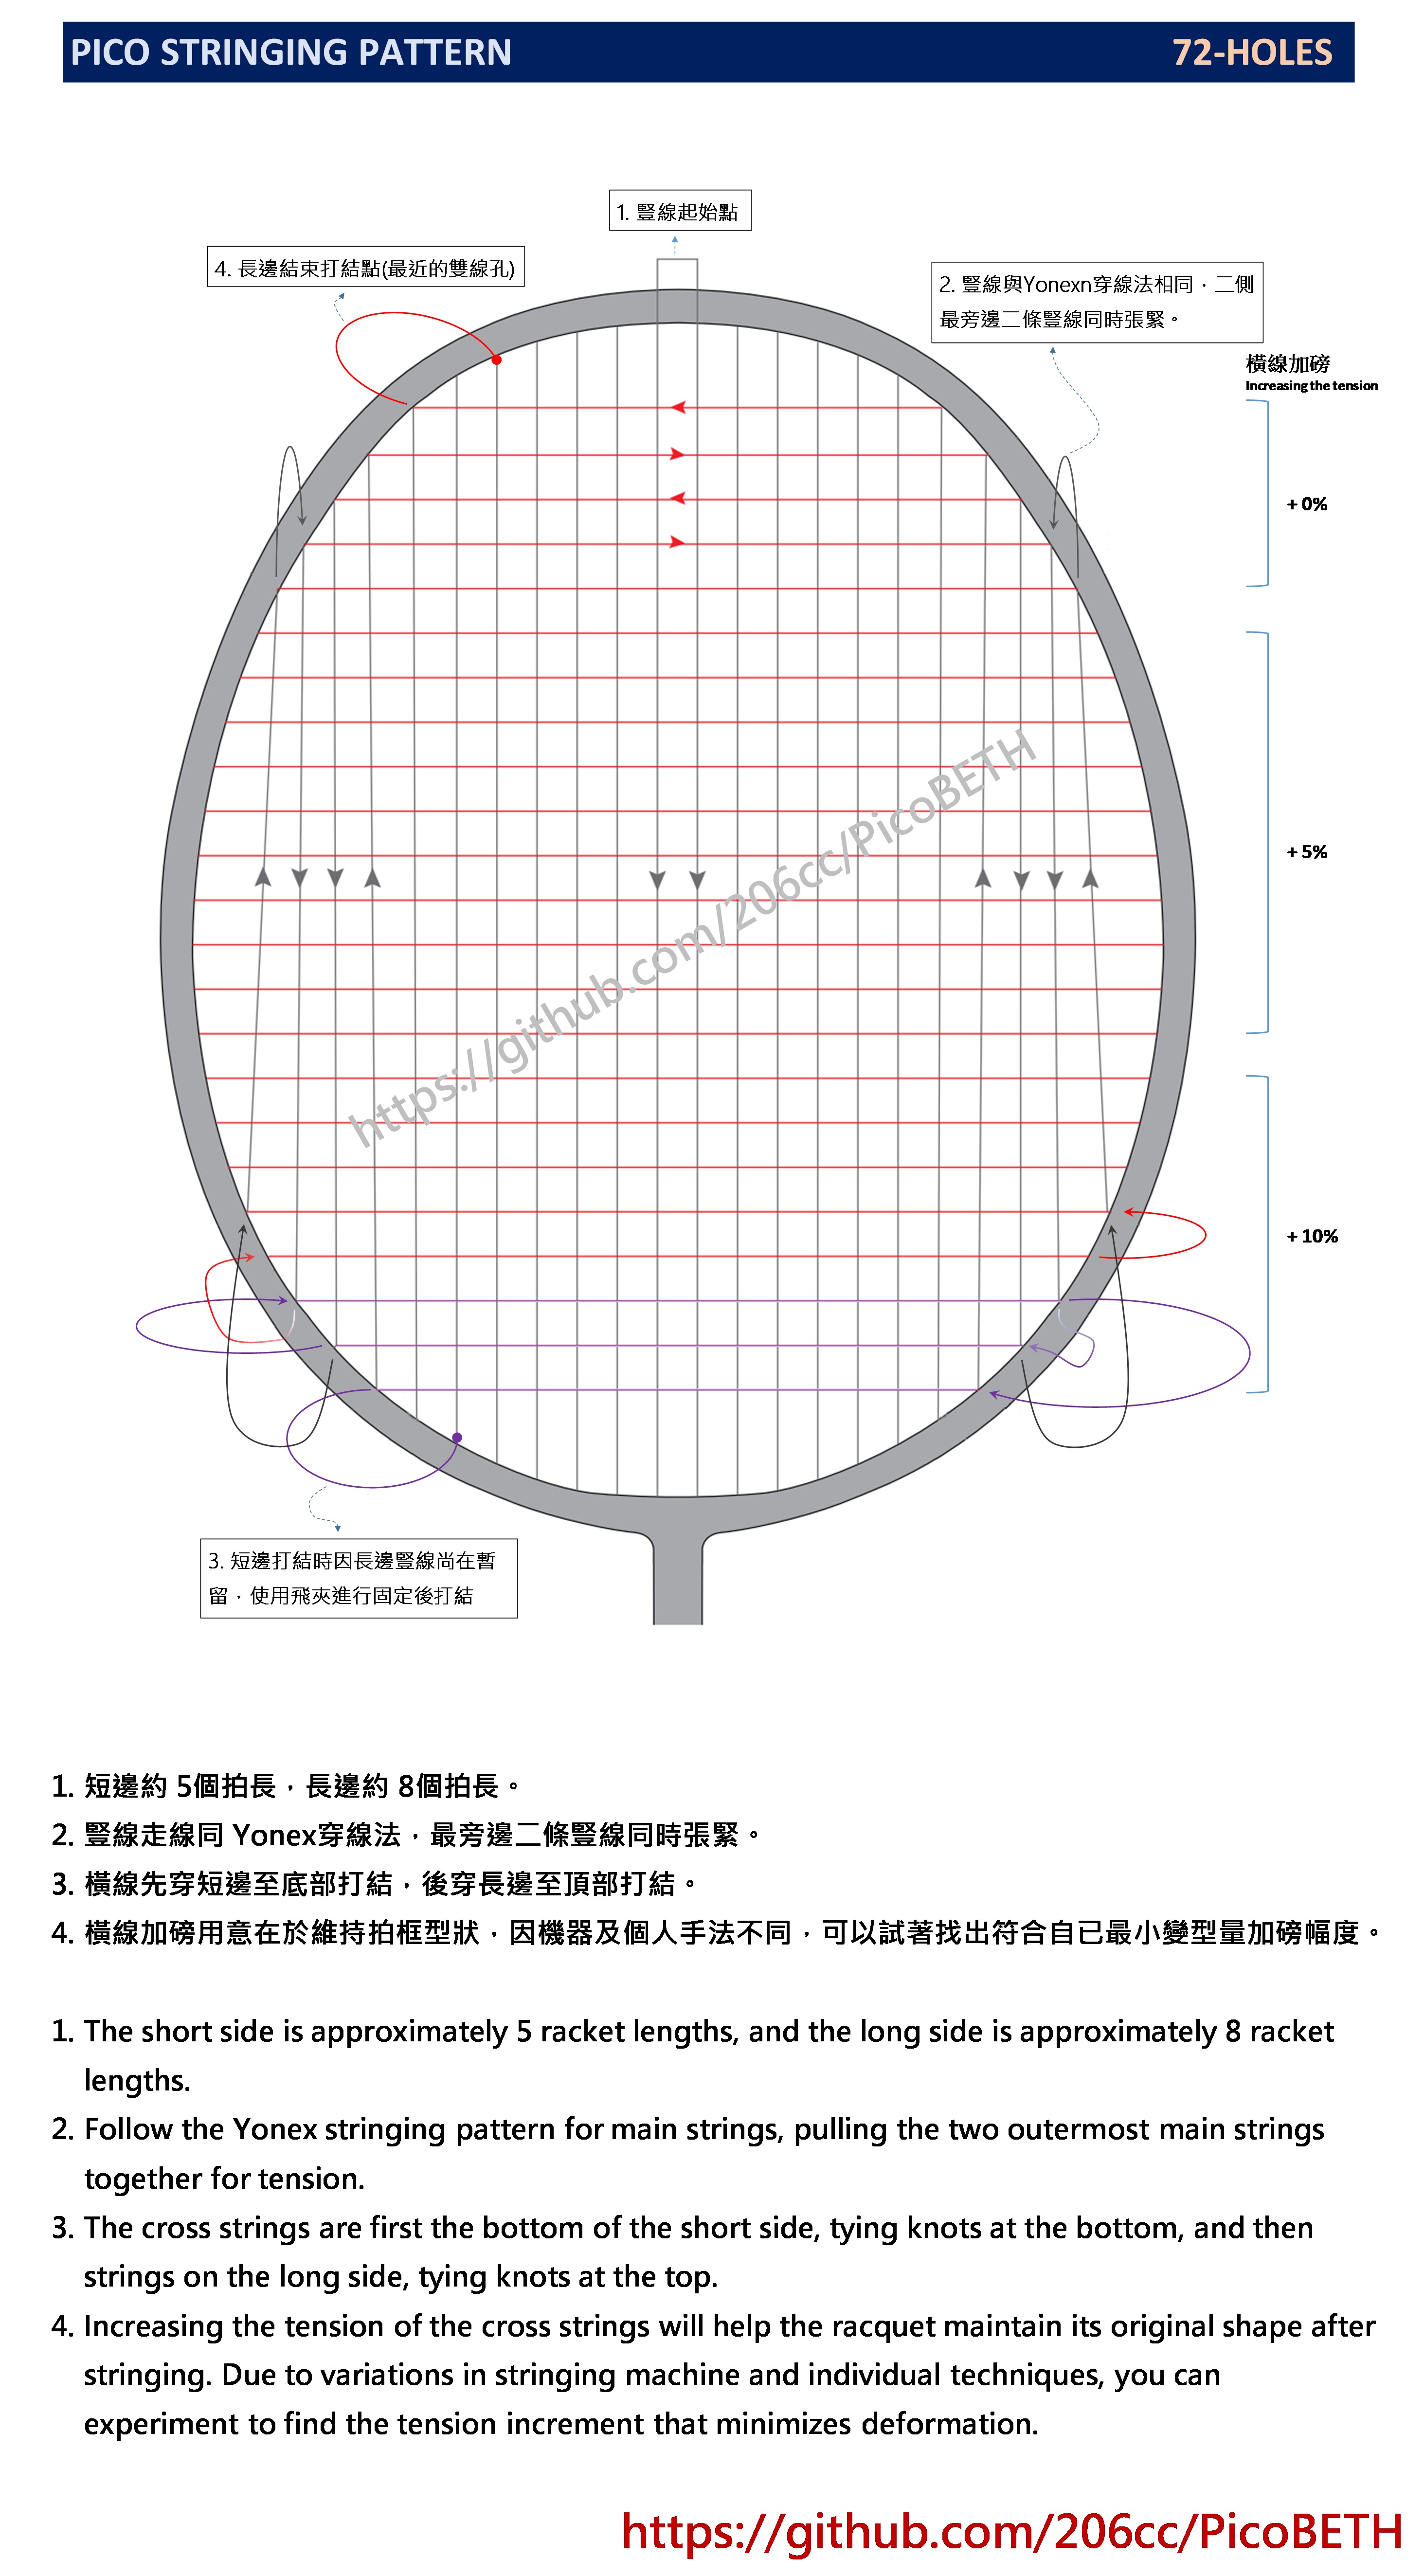 PICO STRINGING PATTERN 72-HOLES
1. 豎線起始點
4. 長邊結束打結點(最近的雙線孔)
2. 豎線與Yonexn穿線法相同，二側
最旁邊二條豎線同時張緊。
橫線加磅
Increasing the tension
+ 0%
+ 5%
https://github.com/206cc/PicoBETH
+ 10%
3. 短邊打結時因長邊豎線尚在暫
留，使用飛夾進行固定後打結
1. 短邊約 5個拍長，長邊約 8個拍長。
2. 豎線走線同 Yonex穿線法，最旁邊二條豎線同時張緊。
3. 橫線先穿短邊至底部打結，後穿長邊至頂部打結。
4. 橫線加磅用意在於維持拍框型狀，因機器及個人手法不同，可以試著找出符合自已最小變型量加磅幅度。
1. The short side is approximately 5 racket lengths, and the long side is approximately 8 racket
lengths.
2. Follow the Yonex stringing pattern for main strings, pulling the two outermost main strings
together for tension.
3. The cross strings are first the bottom of the short side, tying knots at the bottom, and then
strings on the long side, tying knots at the top.
4. Increasing the tension of the cross strings will help the racquet maintain its original shape after
stringing. Due to variations in stringing machine and individual techniques, you can
experiment to find the tension increment that minimizes deformation.
https://github.com/206cc/PicoBETH